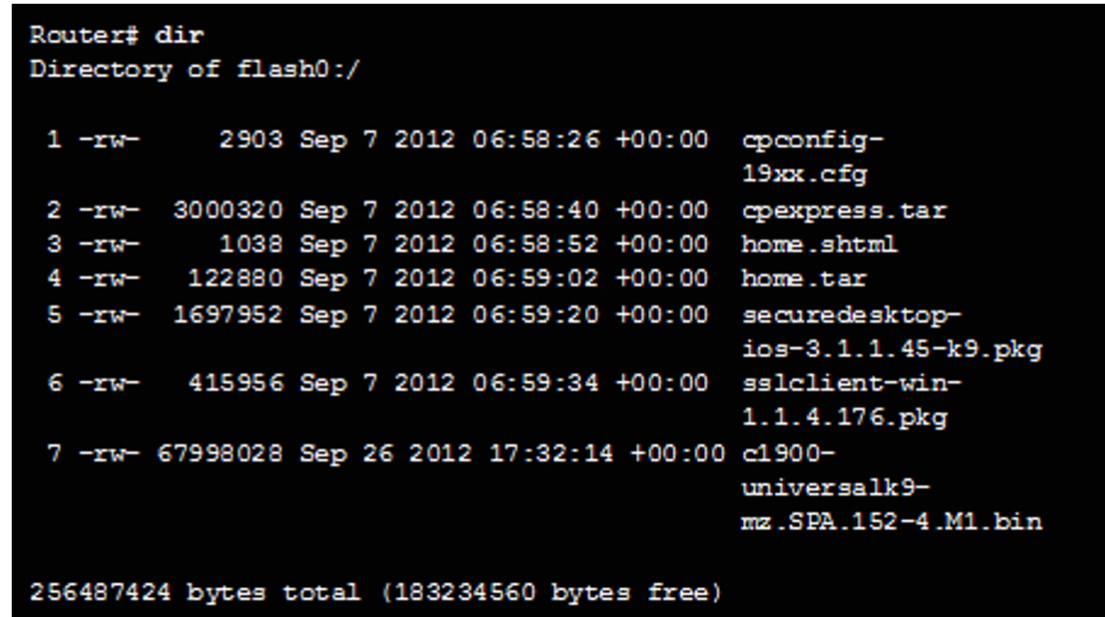 Router# dir
Directory of flash0:/
1 -rw- 2903 Sep 7 2012 06:58:26 +00:00 cpconfig-
19xx.cfg
2 -rw- 3000320 Sep 7 2012 06:58:40 +00:00 cpexpress.tar
3 -rw- 1038 Sep 7 2012 06:58:52 +00:00 home.shtml
4 -rw- 122880 Sep 7 2012 06:59:02 +00:00 home.tar
5 -rw- 1697952 Sep 7 2012 06:59:20 +00:00 securedesktop-
ios-3.1.1.45-k9.pkg
6 -rw- 415956 Sep 7 2012 06:59:34 +00:00 sslclient-win-
1.1.4.176.pkg
7 -rw- 67998028 Sep 26 2012 17:32:14 +00:00 c1900-
universalk9-
mz.SPA.152-4.M1.bin
256487424 bytes total (183234560 bytes free)